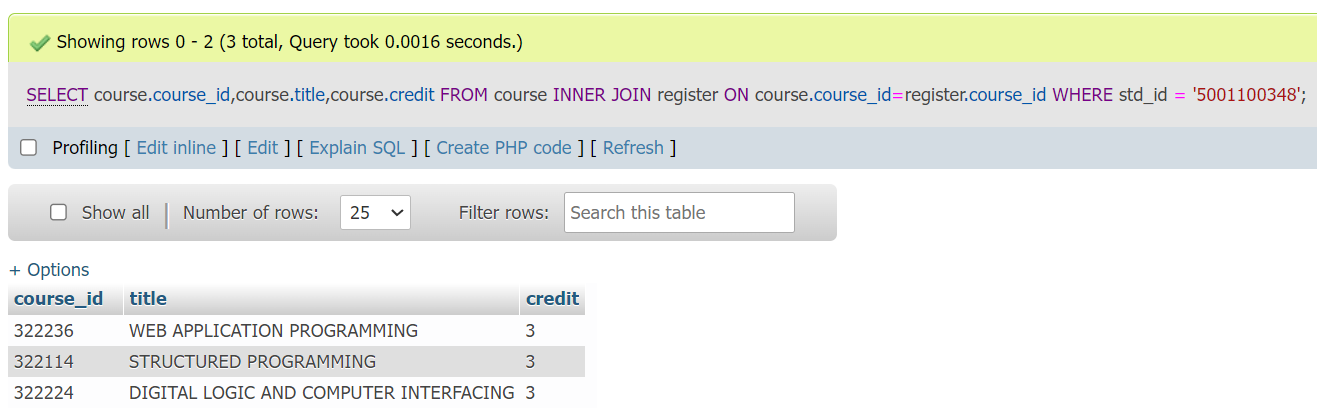 Showing rows 0 - 2 (3 total, Query took 0.0016 seconds.)
SELECT course.course_id,course.title,course.credit FROM course INNER JOIN register ON course.course_id=register.course_id WHERE std_id = '5001100348';
Profiling [ Edit inline ] [ Edit ] [ Explain SQL ] [ Create PHP code ] [ Refresh ]
Show all | Number of rows: 25 Filter rows: Search this table
+ Options
course_id title credit
322236 WEB APPLICATION PROGRAMMING 3
322114 STRUCTURED PROGRAMMING 3
322224 DIGITAL LOGIC AND COMPUTER INTERFACING 3